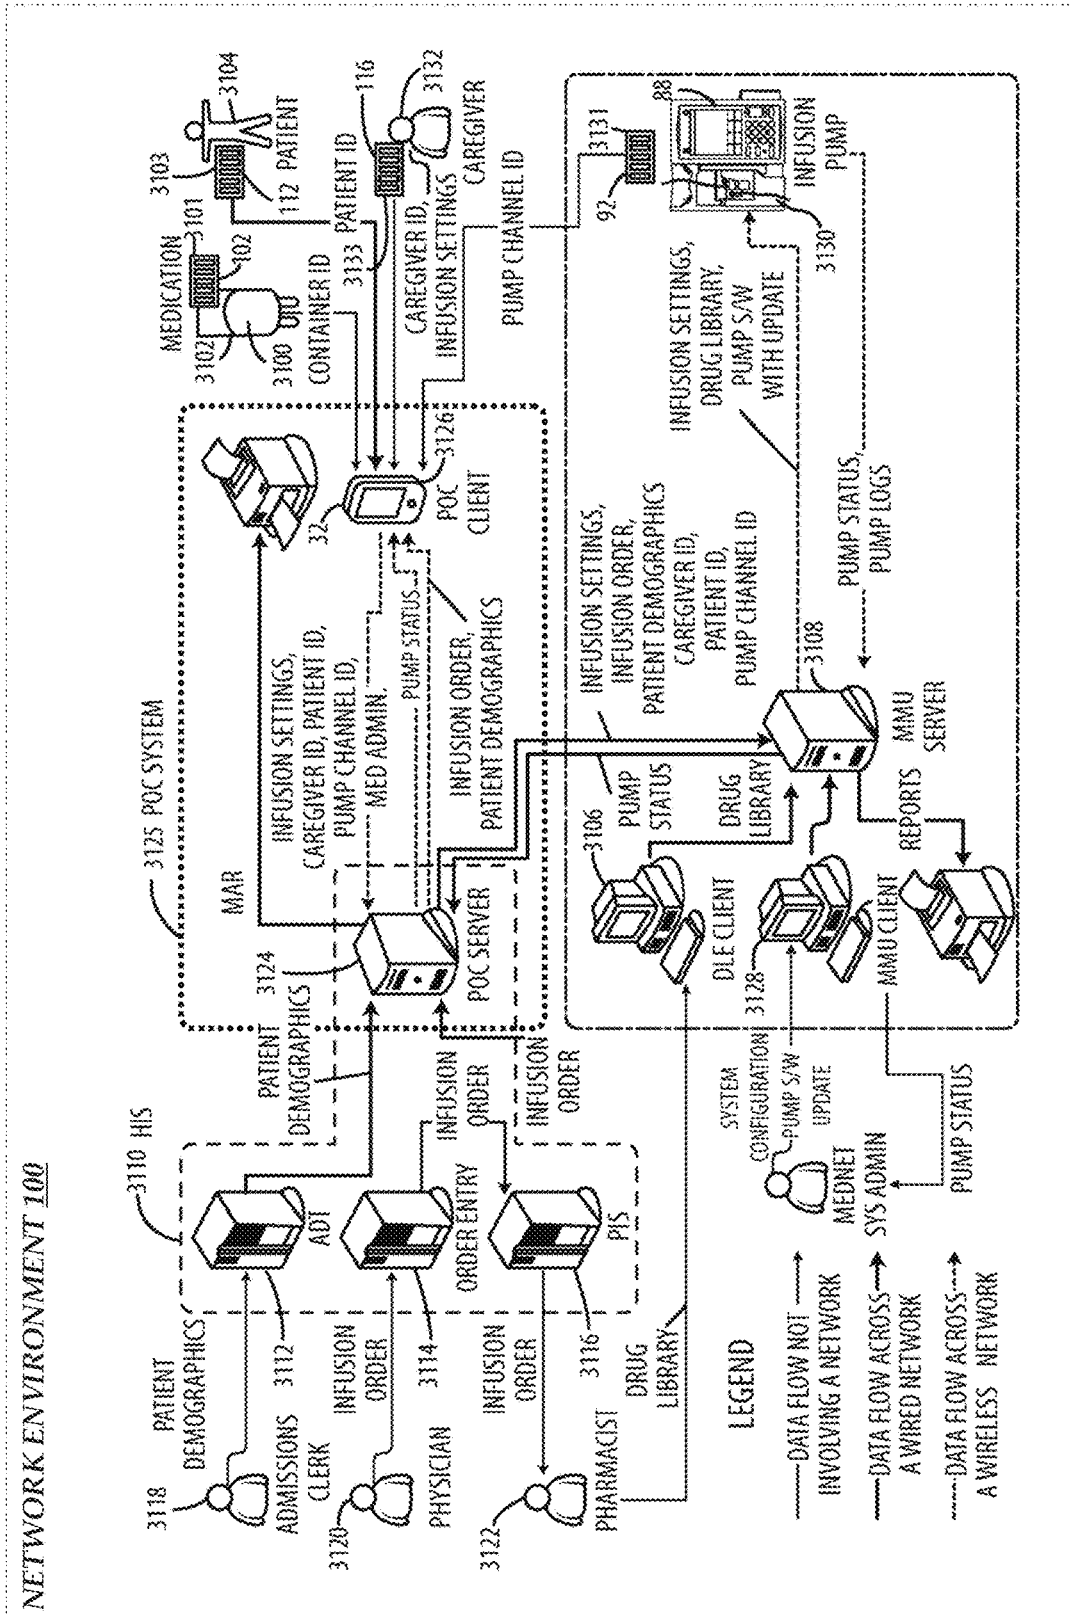 NETWORK ENVIRONMENT 100
3118
ADMISSIONS
CLERK
PATIENT
DEMOGRAPHICS
3112
ADT
3110 HIS
3120
PHYSICIAN
INFUSION
ORDER
3114
ORDER ENTRY
INFUSION
ORDER
3122
PHARMACIST
INFUSION
ORDER
3116
PIS
INFUSION
ORDER
DRUG
LIBRARY
PATIENT
DEMOGRAPHICS
3124
POC SERVER
3125 POC SYSTEM
MAR
INFUSION SETTINGS,
CAREGIVER ID, PATIENT ID,
PUMP CHANNEL ID,
MED ADMIN.
PUMP STATUS
INFUSION ORDER,
PATIENT DEMOGRAPHICS
32
3126
POC
CLIENT
MEDICATION
3101
102
3102
3100
CONTAINER ID
3103
3104
112
PATIENT
PATIENT ID
3133
116
3132
CAREGIVER
CAREGIVER ID,
INFUSION SETTINGS
PUMP CHANNEL ID
92
3131
88
3130
INFUSION
PUMP
INFUSION SETTINGS,
DRUG LIBRARY,
PUMP S/W
WITH UPDATE
PUMP STATUS,
PUMP LOGS
INFUSION SETTINGS,
INFUSION ORDER,
PATIENT DEMOGRAPHICS
CAREGIVER ID,
PATIENT ID,
PUMP CHANNEL ID
PUMP
STATUS
3106
DLE CLIENT
DRUG
LIBRARY
3108
MMU
SERVER
3128
MMU CLIENT
REPORTS
SYSTEM
CONFIGURATION
PUMP S/W
UPDATE
MEDNET
SYS ADMIN
PUMP STATUS
LEGEND
DATA FLOW NOT
INVOLVING A NETWORK
DATA FLOW ACROSS
A WIRED NETWORK
DATA FLOW ACROSS
A WIRELESS NETWORK